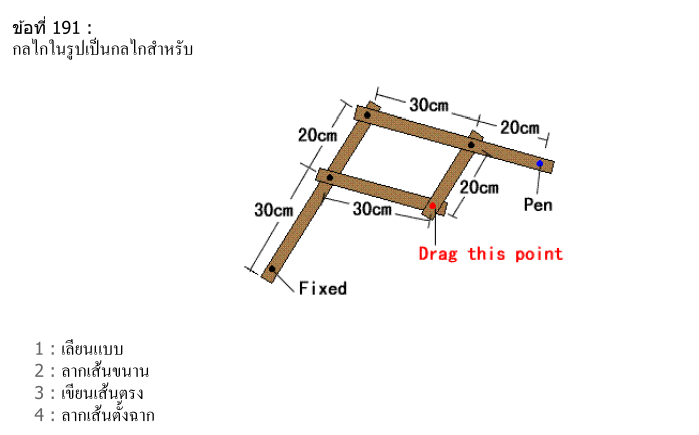 ข้อที่ 191 :
กลไกในรูปเป็นกลไกสำหรับ
30cm
20cm
20cm
20cm
Pen
30cm
30cm
Drag this point
Fixed
1 : เลียนแบบ
2 : ลากเส้นขนาน
3 : เขียนเส้นตรง
4 : ลากเส้นตั้งฉาก